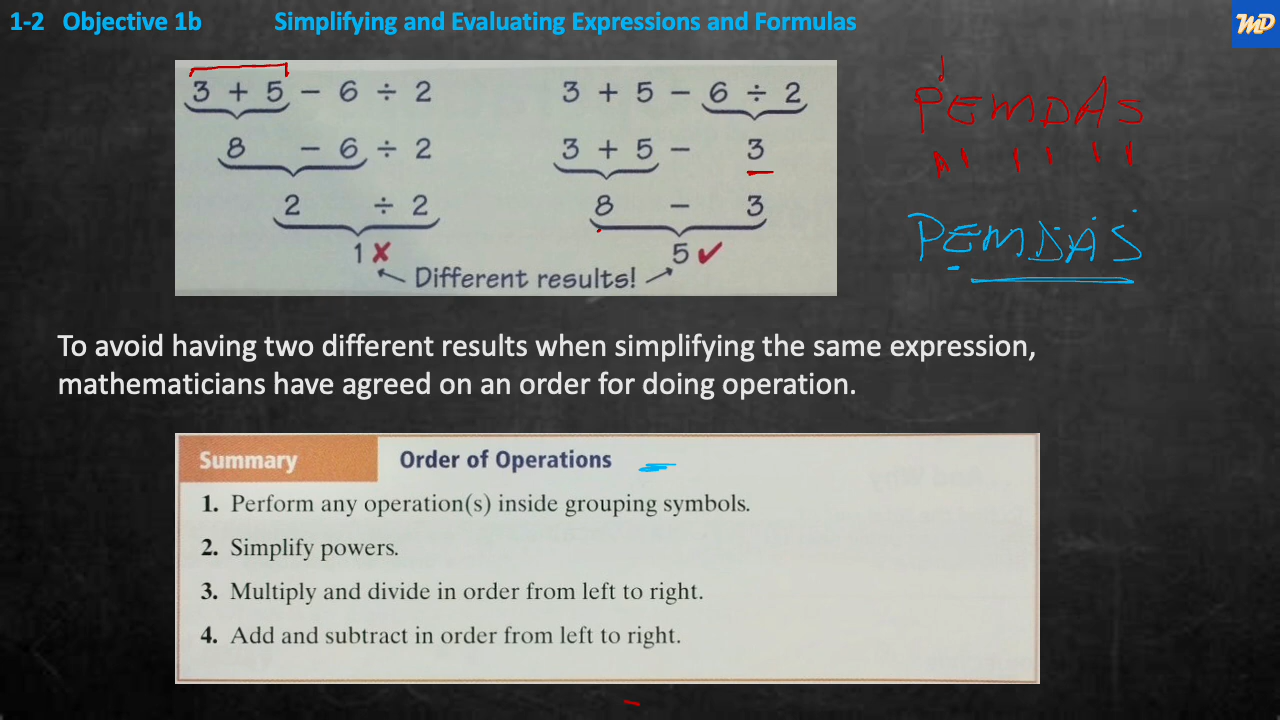 1-2 Objective 1b Simplifying and Evaluating Expressions and Formulas
MD
3 + 5 − 6 ÷ 2
8 − 6 ÷ 2
2 ÷ 2
1 ✗
3 + 5 − 6 ÷ 2
3 + 5 − 3
8 − 3
5 ✓
Different results!
PEMDAS
PEMDAS
To avoid having two different results when simplifying the same expression,
mathematicians have agreed on an order for doing operation.
Summary Order of Operations
1. Perform any operation(s) inside grouping symbols.
2. Simplify powers.
3. Multiply and divide in order from left to right.
4. Add and subtract in order from left to right.